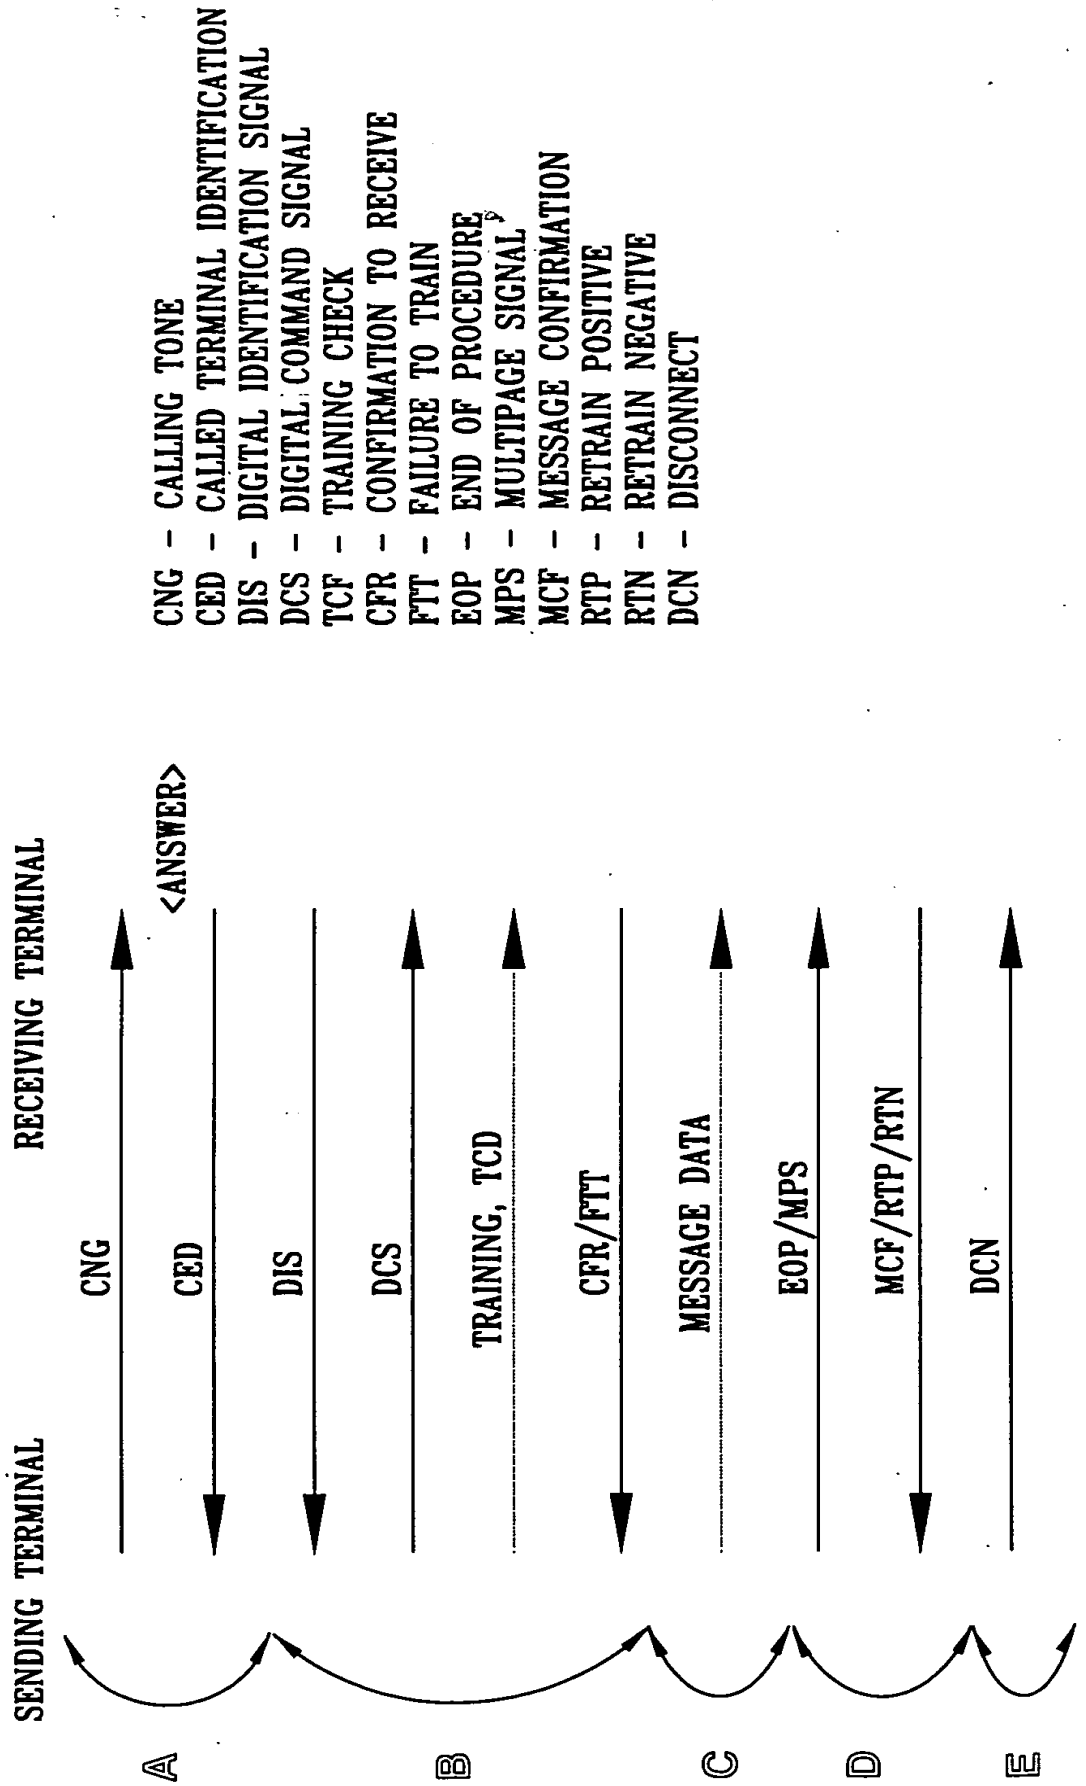 SENDING TERMINAL
RECEIVING TERMINAL
A
CNG
<ANSWER>
CED
B
DIS
DCS
TRAINING, TCD
CFR/FTT
C
MESSAGE DATA
D
EOP/MPS
MCF/RTP/RTN
E
DCN
CNG - CALLING TONE
CED - CALLED TERMINAL IDENTIFICATION
DIS - DIGITAL IDENTIFICATION SIGNAL
DCS - DIGITAL COMMAND SIGNAL
TCF - TRAINING CHECK
CFR - CONFIRMATION TO RECEIVE
FTT - FAILURE TO TRAIN
EOP - END OF PROCEDURE
MPS - MULTIPAGE SIGNAL
MCF - MESSAGE CONFIRMATION
RTP - RETRAIN POSITIVE
RTN - RETRAIN NEGATIVE
DCN - DISCONNECT